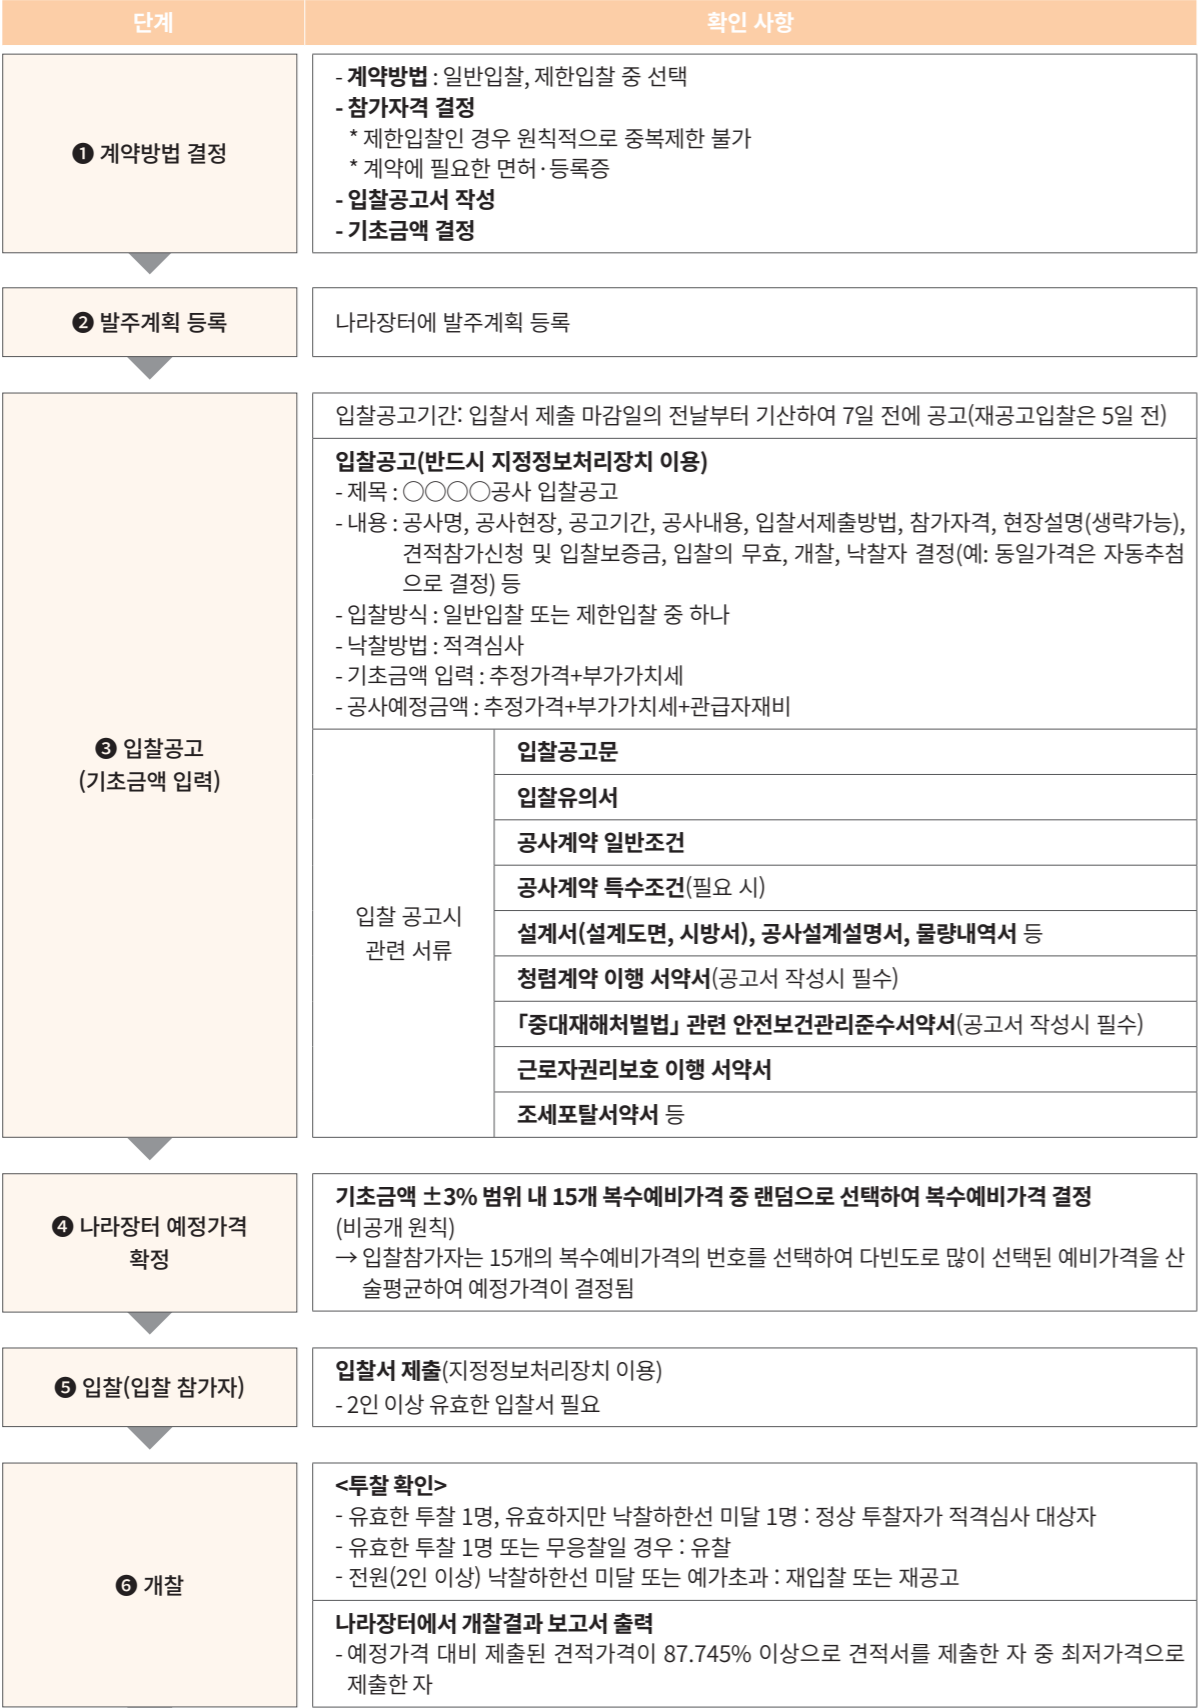 단계 확인 사항
❶ 계약방법 결정
- 계약방법 : 일반입찰, 제한입찰 중 선택
- 참가자격 결정
* 제한입찰인 경우 원칙적으로 중복제한 불가
* 계약에 필요한 면허·등록증
- 입찰공고서 작성
- 기초금액 결정
❷ 발주계획 등록
나라장터에 발주계획 등록
❸ 입찰공고
(기초금액 입력)
입찰공고기간: 입찰서 제출 마감일의 전날부터 기산하여 7일 전에 공고(재공고입찰은 5일 전)
입찰공고(반드시 지정정보처리장치 이용)
- 제목 : ○○○○공사 입찰공고
- 내용 : 공사명, 공사현장, 공고기간, 공사내용, 입찰서제출방법, 참가자격, 현장설명(생략가능),
견적참가신청 및 입찰보증금, 입찰의 무효, 개찰, 낙찰자 결정(예: 동일가격은 자동추첨
으로 결정) 등
- 입찰방식 : 일반입찰 또는 제한입찰 중 하나
- 낙찰방법 : 적격심사
- 기초금액 입력 : 추정가격+부가가치세
- 공사예정금액 : 추정가격+부가가치세+관급자재비
입찰 공고시
관련 서류
입찰공고문
입찰유의서
공사계약 일반조건
공사계약 특수조건(필요 시)
설계서(설계도면, 시방서), 공사설계설명서, 물량내역서 등
청렴계약 이행 서약서(공고서 작성시 필수)
「중대재해처벌법」 관련 안전보건관리준수서약서(공고서 작성시 필수)
근로자권리보호 이행 서약서
조세포탈서약서 등
❹ 나라장터 예정가격
확정
기초금액 ±3% 범위 내 15개 복수예비가격 중 랜덤으로 선택하여 복수예비가격 결정
(비공개 원칙)
→ 입찰참가자는 15개의 복수예비가격의 번호를 선택하여 다빈도로 많이 선택된 예비가격을 산
술평균하여 예정가격이 결정됨
❺ 입찰(입찰 참가자)
입찰서 제출(지정정보처리장치 이용)
- 2인 이상 유효한 입찰서 필요
❻ 개찰
<투찰 확인>
- 유효한 투찰 1명, 유효하지만 낙찰하한선 미달 1명 : 정상 투찰자가 적격심사 대상자
- 유효한 투찰 1명 또는 무응찰일 경우 : 유찰
- 전원(2인 이상) 낙찰하한선 미달 또는 예가초과 : 재입찰 또는 재공고
나라장터에서 개찰결과 보고서 출력
- 예정가격 대비 제출된 견적가격이 87.745% 이상으로 견적서를 제출한 자 중 최저가격으로
제출한 자